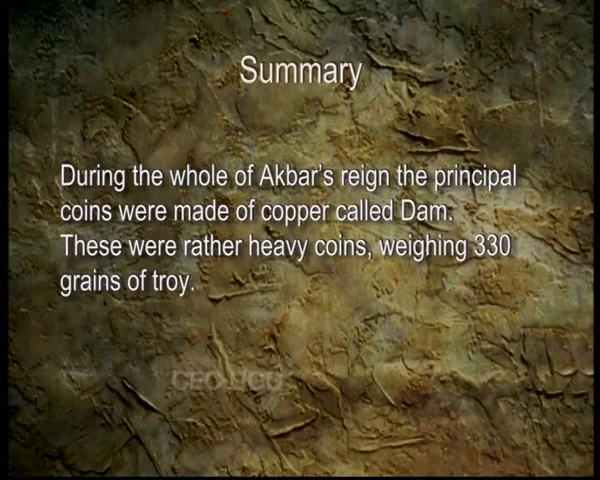 Summary
During the whole of Akbar's reign the principal
coins were made of copper called Dam.
These were rather heavy coins, weighing 330
grains of troy.